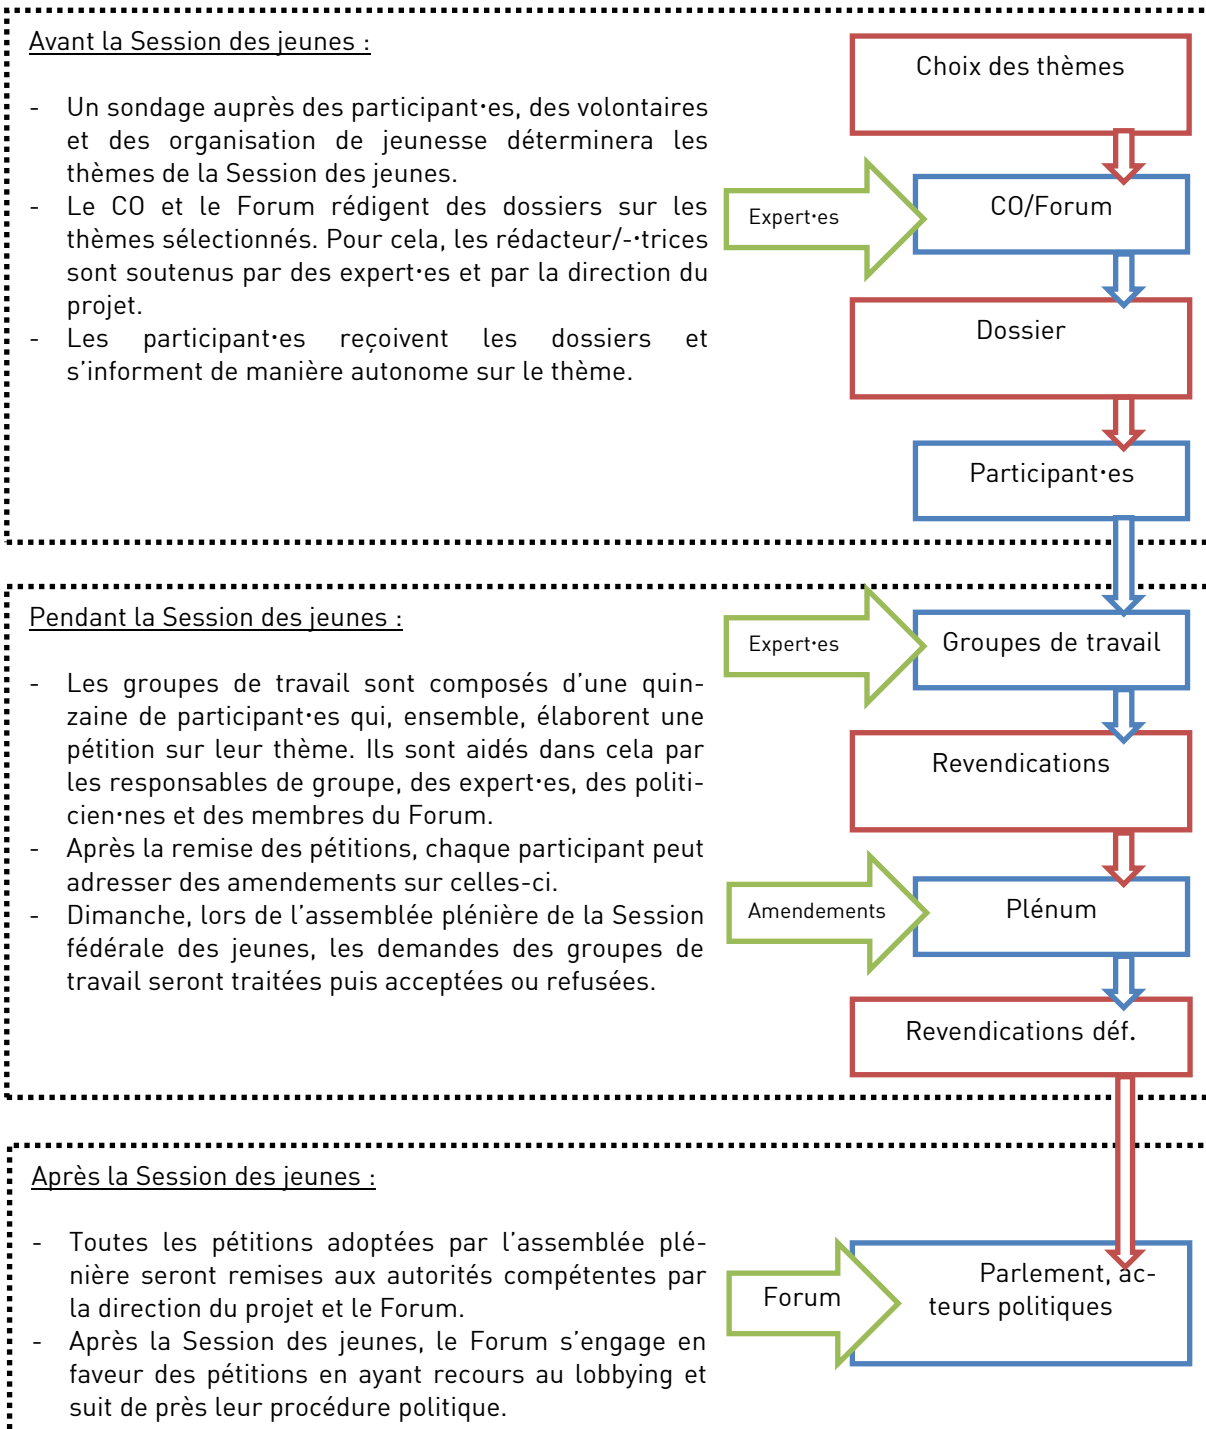 Avant la Session des jeunes :
- Un sondage auprès des participant·es, des volontaires
et des organisation de jeunesse déterminera les
thèmes de la Session des jeunes.
- Le CO et le Forum rédigent des dossiers sur les
thèmes sélectionnés. Pour cela, les rédacteur/-·trices
sont soutenus par des expert·es et par la direction du
projet.
- Les participant·es reçoivent les dossiers et
s'informent de manière autonome sur le thème.
Choix des thèmes
Expert·es
CO/Forum
Dossier
Participant·es
Pendant la Session des jeunes :
- Les groupes de travail sont composés d'une quin-
zaine de participant·es qui, ensemble, élaborent une
pétition sur leur thème. Ils sont aidés dans cela par
les responsables de groupe, des expert·es, des politi-
cien·nes et des membres du Forum.
- Après la remise des pétitions, chaque participant peut
adresser des amendements sur celles-ci.
- Dimanche, lors de l'assemblée plénière de la Session
fédérale des jeunes, les demandes des groupes de
travail seront traitées puis acceptées ou refusées.
Expert·es
Groupes de travail
Revendications
Amendements
Plénum
Revendications déf.
Après la Session des jeunes :
- Toutes les pétitions adoptées par l'assemblée plé-
nière seront remises aux autorités compétentes par
la direction du projet et le Forum.
- Après la Session des jeunes, le Forum s'engage en
faveur des pétitions en ayant recours au lobbying et
suit de près leur procédure politique.
Forum
Parlement, ac-
teurs politiques